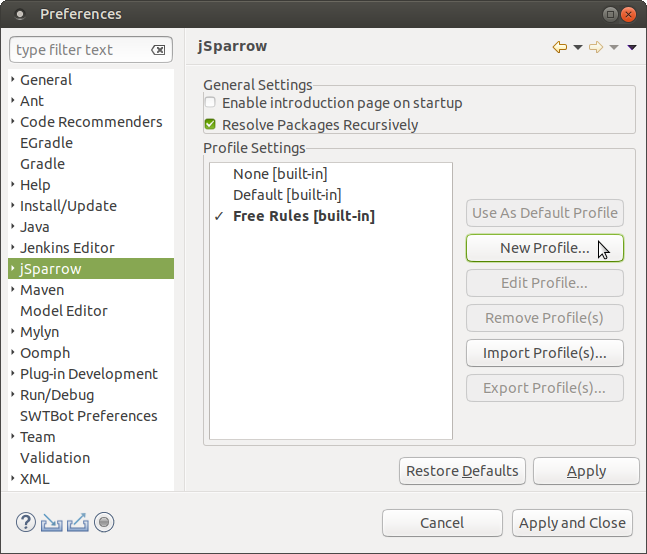 Preferences
type filter text
jSparrow
General
Ant
Code Recommenders
EGradle
Gradle
Help
Install/Update
Java
Jenkins Editor
jSparrow
Maven
Model Editor
Mylyn
Oomph
Plug-in Development
Run/Debug
SWTBot Preferences
Team
Validation
XML
General Settings
Enable introduction page on startup
Resolve Packages Recursively
Profile Settings
None [built-in]
Default [built-in]
✓ Free Rules [built-in]
Use As Default Profile
New Profile...
Edit Profile...
Remove Profile(s)
Import Profile(s)...
Export Profile(s)...
Restore Defaults
Apply
?
Cancel
Apply and Close